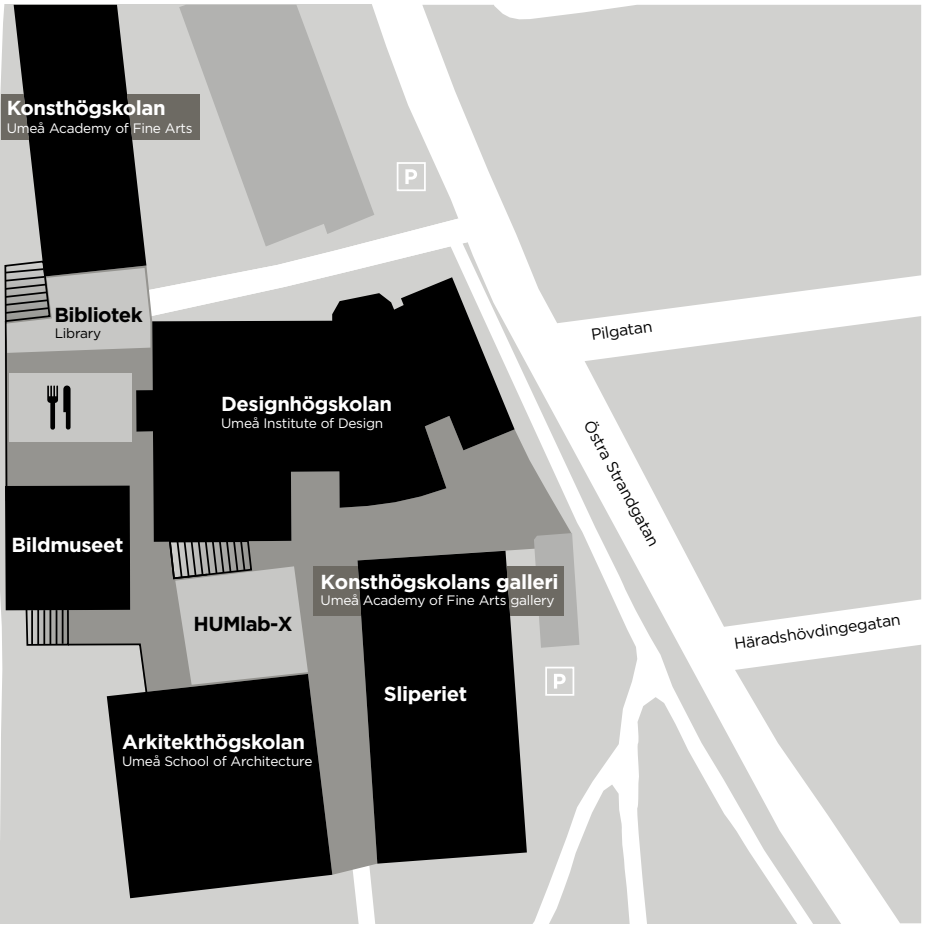 Konsthögskolan
Umeå Academy of Fine Arts
P
Bibliotek
Library
Pilgatan
Designhögskolan
Umeå Institute of Design
Östra Strandgatan
Bildmuseet
Konsthögskolans galleri
Umeå Academy of Fine Arts gallery
HUMlab-X
Häradshövdingegatan
P
Sliperiet
Arkitekthögskolan
Umeå School of Architecture